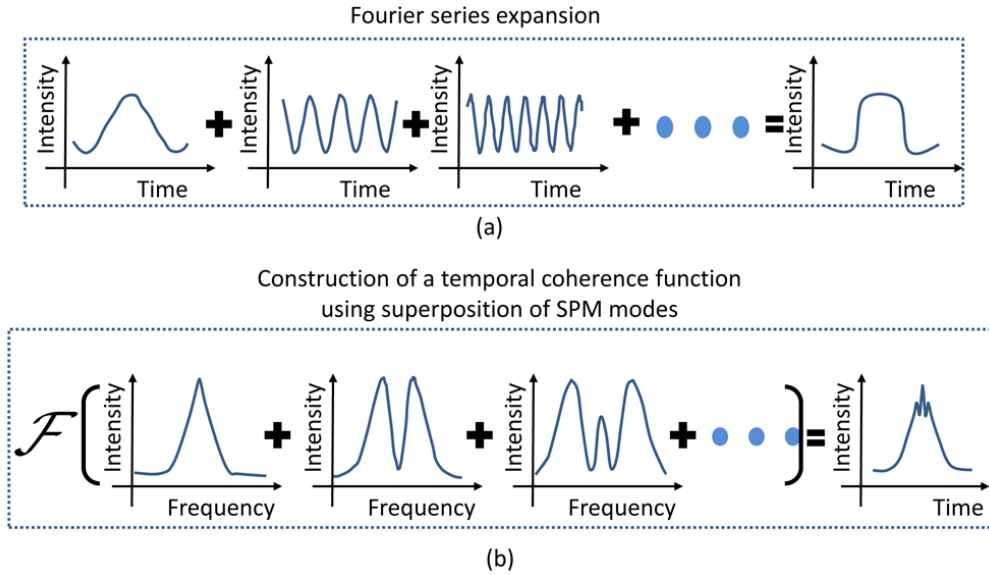 Fourier series expansion
Intensity
Time
+
Intensity
Time
+
Intensity
Time
+
=
Intensity
Time
(a)
Construction of a temporal coherence function
using superposition of SPM modes
ℱ (
Intensity
Frequency
+
Intensity
Frequency
+
Intensity
Frequency
+
) =
Intensity
Time
(b)